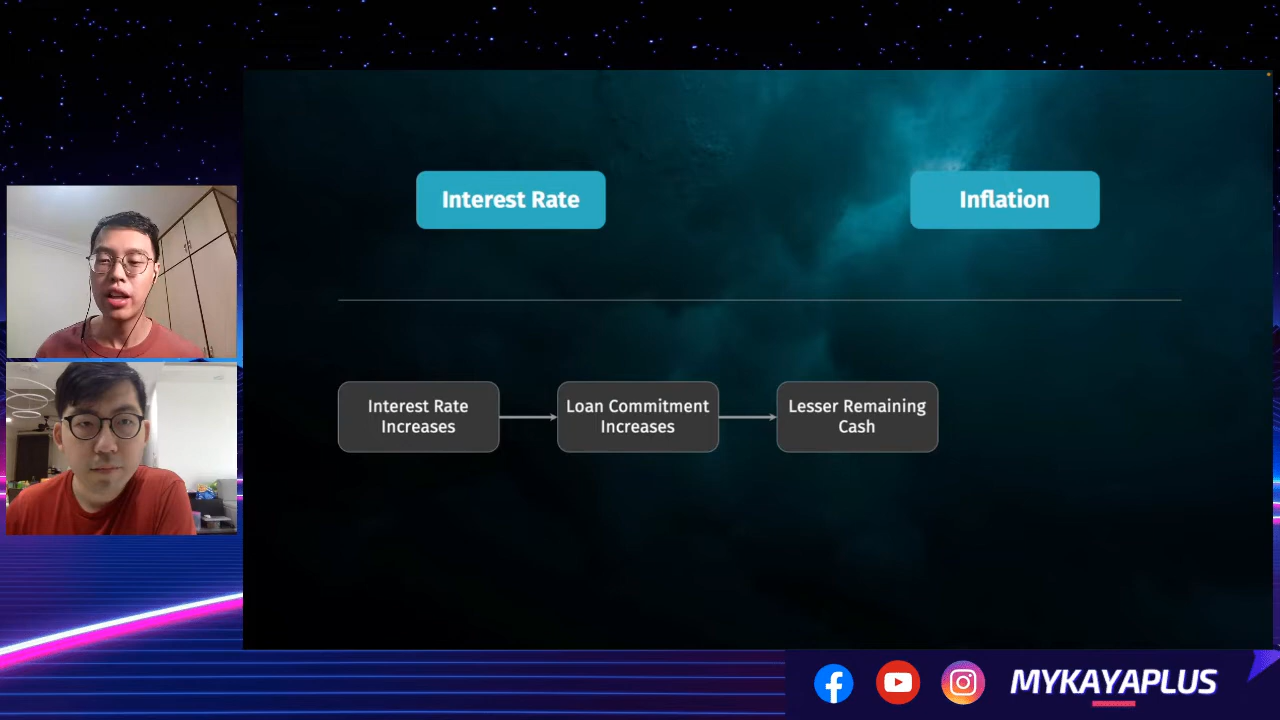 Interest Rate
Inflation
Interest Rate
Increases
Loan Commitment
Increases
Lesser Remaining
Cash
MYKAYAPLUS